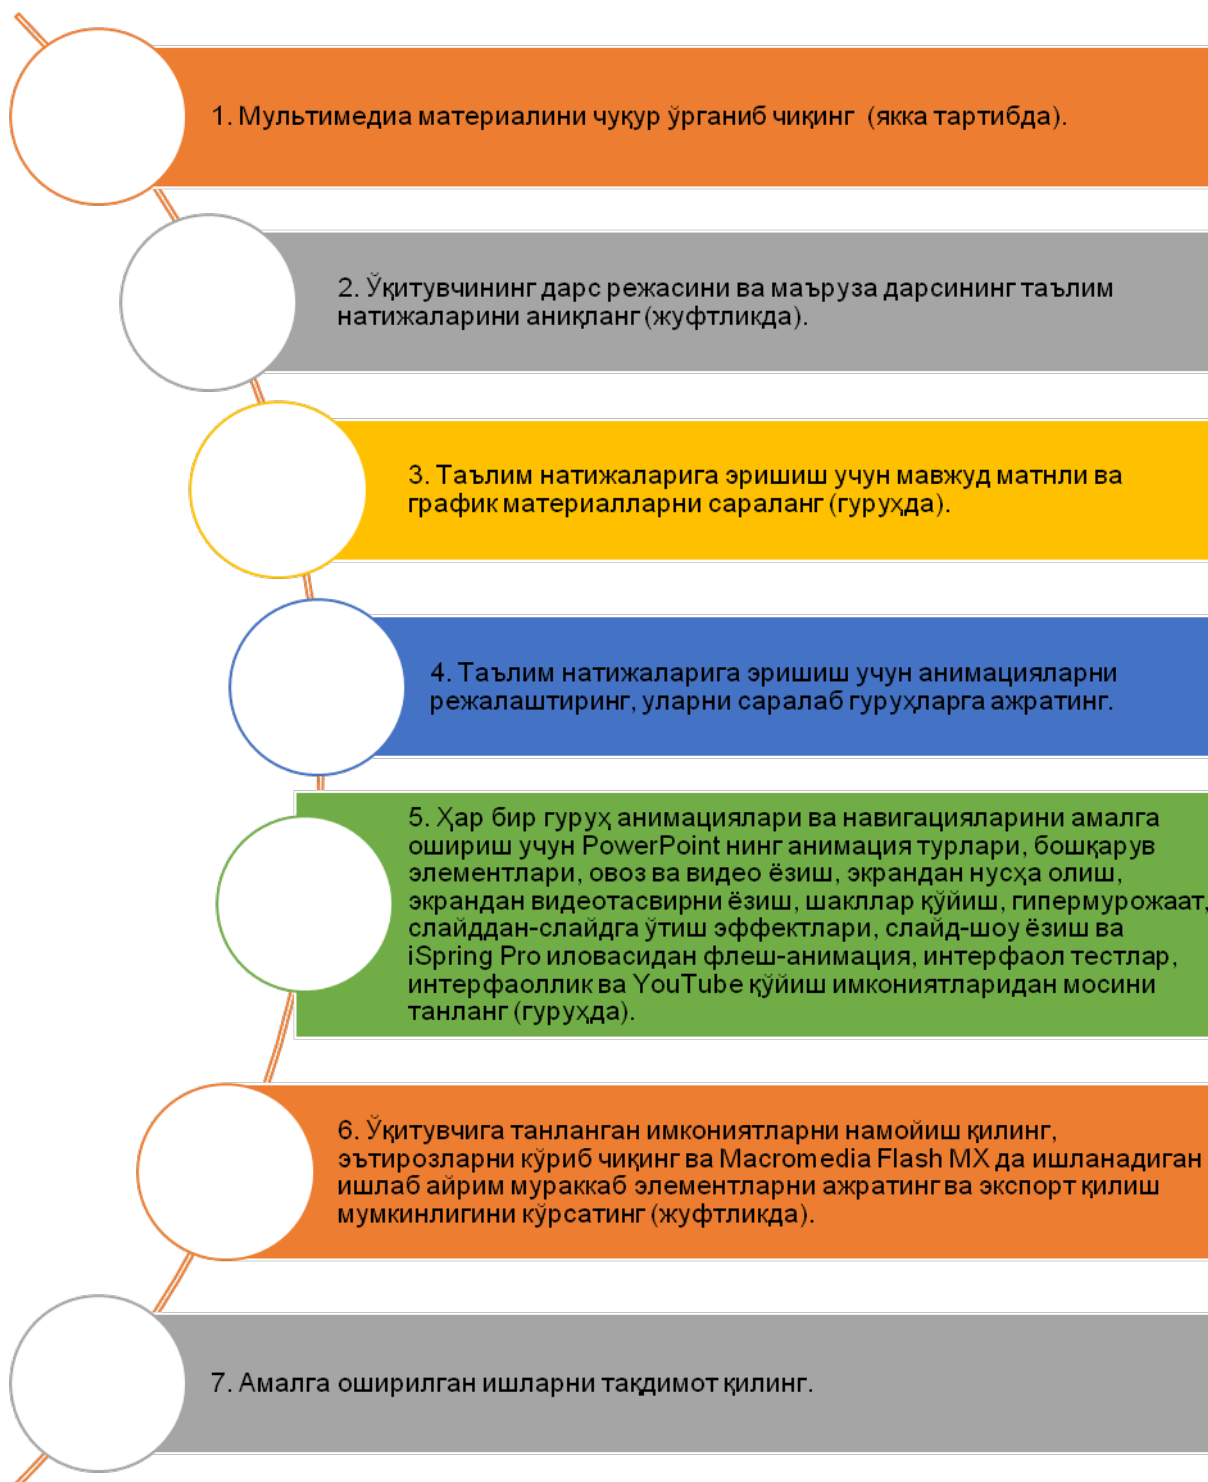 1. Мультимедиа материалини чуқур ўрганиб чиқинг (якка тартибда).
2. Ўқитувчининг дарс режасини ва маъруза дарсининг таълим
натижаларини аниқланг (жуфтликда).
3. Таълим натижаларига эришиш учун мавжуд матнли ва
график материалларни сараланг (гуруҳда).
4. Таълим натижаларига эришиш учун анимацияларни
режалаштиринг, уларни саралаб гуруҳларга ажратинг.
5. Ҳар бир гуруҳ анимациялари ва навигацияларини амалга
ошириш учун PowerPoint нинг анимация турлари, бошқарув
элементлари, овоз ва видео ёзиш, экрандан нусҳа олиш,
экрандан видеотасвирни ёзиш, шакллар қўйиш, гипермурожаат,
слайддан-слайдга ўтиш эффектлари, слайд-шоу ёзиш ва
iSpring Pro иловасидан флеш-анимация, интерфаол тестлар,
интерфаоллик ва YouTube қўйиш имкониятларидан мосини
танланг (гуруҳда).
6. Ўқитувчига танланган имкониятларни намойиш қилинг,
эътирозларни кўриб чиқинг ва Macromedia Flash MX да ишланадиган
ишлаб айрим мураккаб элементларни ажратинг ва экспорт қилиш
мумкинлигини кўрсатинг (жуфтликда).
7. Амалга оширилган ишларни тақдимот қилинг.